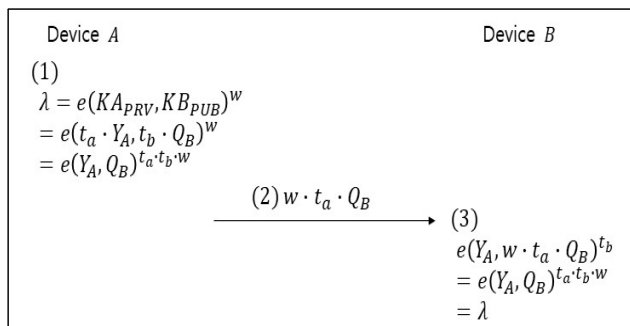 Device A
Device B
(1)
λ = e(KA_PRV, KB_PUB)^w
= e(t_a · Y_A, t_b · Q_B)^w
= e(Y_A, Q_B)^{t_a·t_b·w}
(2) w · t_a · Q_B
(3)
e(Y_A, w · t_a · Q_B)^{t_b}
= e(Y_A, Q_B)^{t_a·t_b·w}
= λ